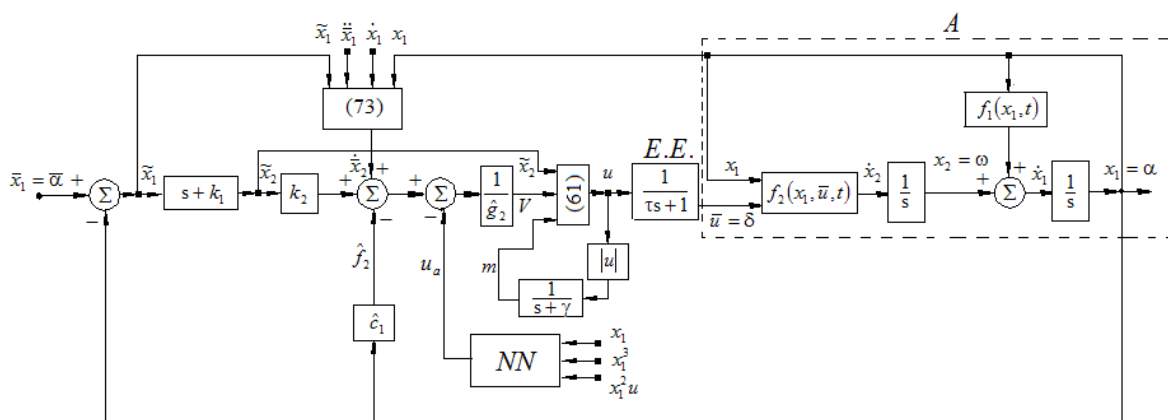 A
x̃₁ ẍ̄₁ ẋ₁ x₁
(73)
f₁(x₁,t)
x̄₁ = ᾱ + − x̃₁
s + k₁
x̃₂
k₂
ẋ̄₂
+ + −
+ −
1/ĝ₂
x̃₂
V
(61)
u
E.E.
1/(τs + 1)
x₁
ū = δ
f₂(x₁,ū,t)
ẋ₂
1/s
x₂ = ω
+ +
ẋ₁
1/s
x₁ = α
|u|
m
1/(s + γ)
f̂₂
u_a
ĉ₁
NN
x₁
x₁³
x₁²u